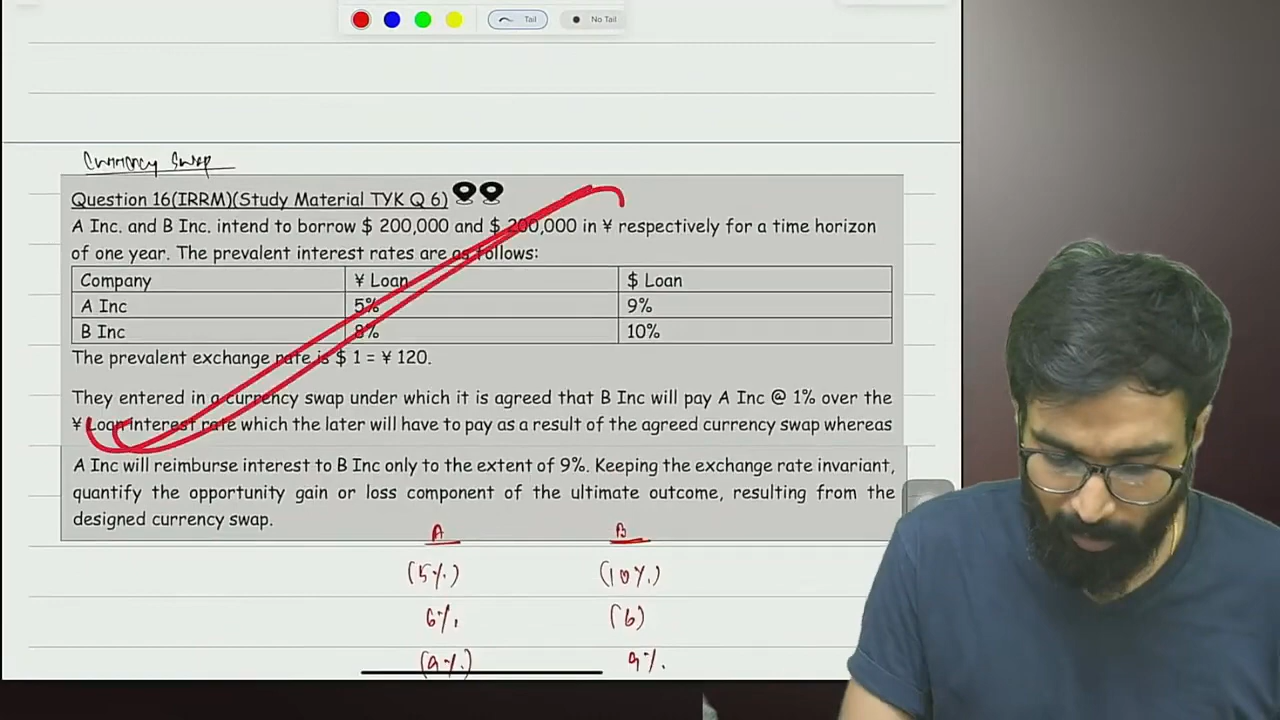 Tail
No Tail
Currency Swap
Question 16(IRRM)(Study Material TYK Q 6)
A Inc. and B Inc. intend to borrow $ 200,000 and $ 200,000 in ¥ respectively for a time horizon
of one year. The prevalent interest rates are as follows:
Company ¥ Loan $ Loan
A Inc 5% 9%
B Inc 8% 10%
The prevalent exchange rate is $ 1 = ¥ 120.
They entered in a currency swap under which it is agreed that B Inc will pay A Inc @ 1% over the
¥ Loan interest rate which the later will have to pay as a result of the agreed currency swap whereas
A Inc will reimburse interest to B Inc only to the extent of 9%. Keeping the exchange rate invariant,
quantify the opportunity gain or loss component of the ultimate outcome, resulting from the
designed currency swap.
A B
(5%) (10%)
6% (6)
(9%) 9%